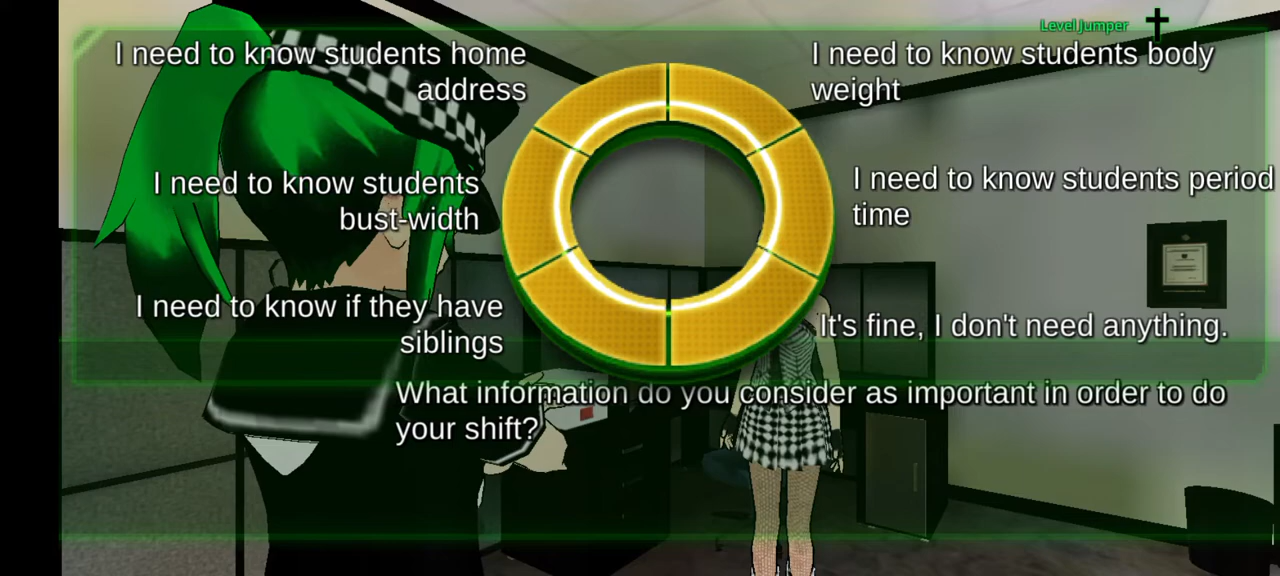 Level Jumper
I need to know students home
address
I need to know students body
weight
I need to know students
bust-width
I need to know students period
time
I need to know if they have
siblings
It's fine, I don't need anything.
What information do you consider as important in order to do
your shift?